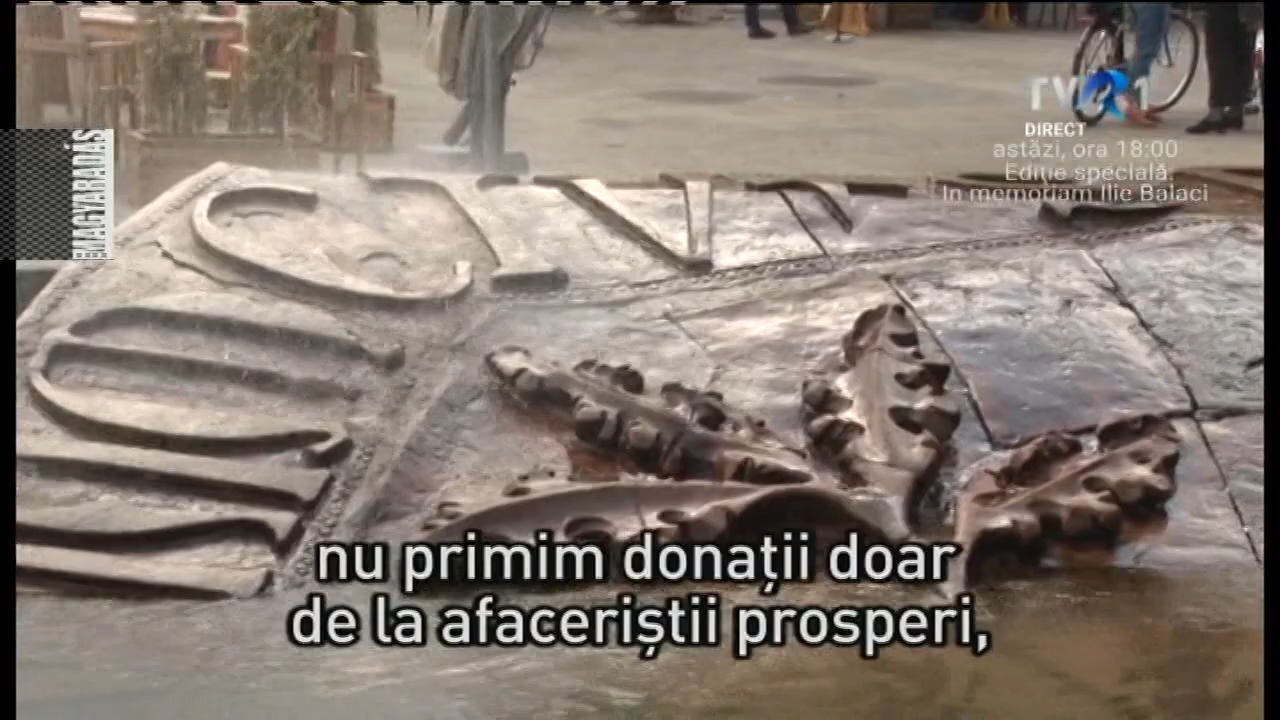 TVR1
DIRECT
astăzi, ora 18:00
Ediție specială.
In memoriam Ilie Balaci
MAGYARADÁS
nu primim donații doar
de la afaceriștii prosperi,